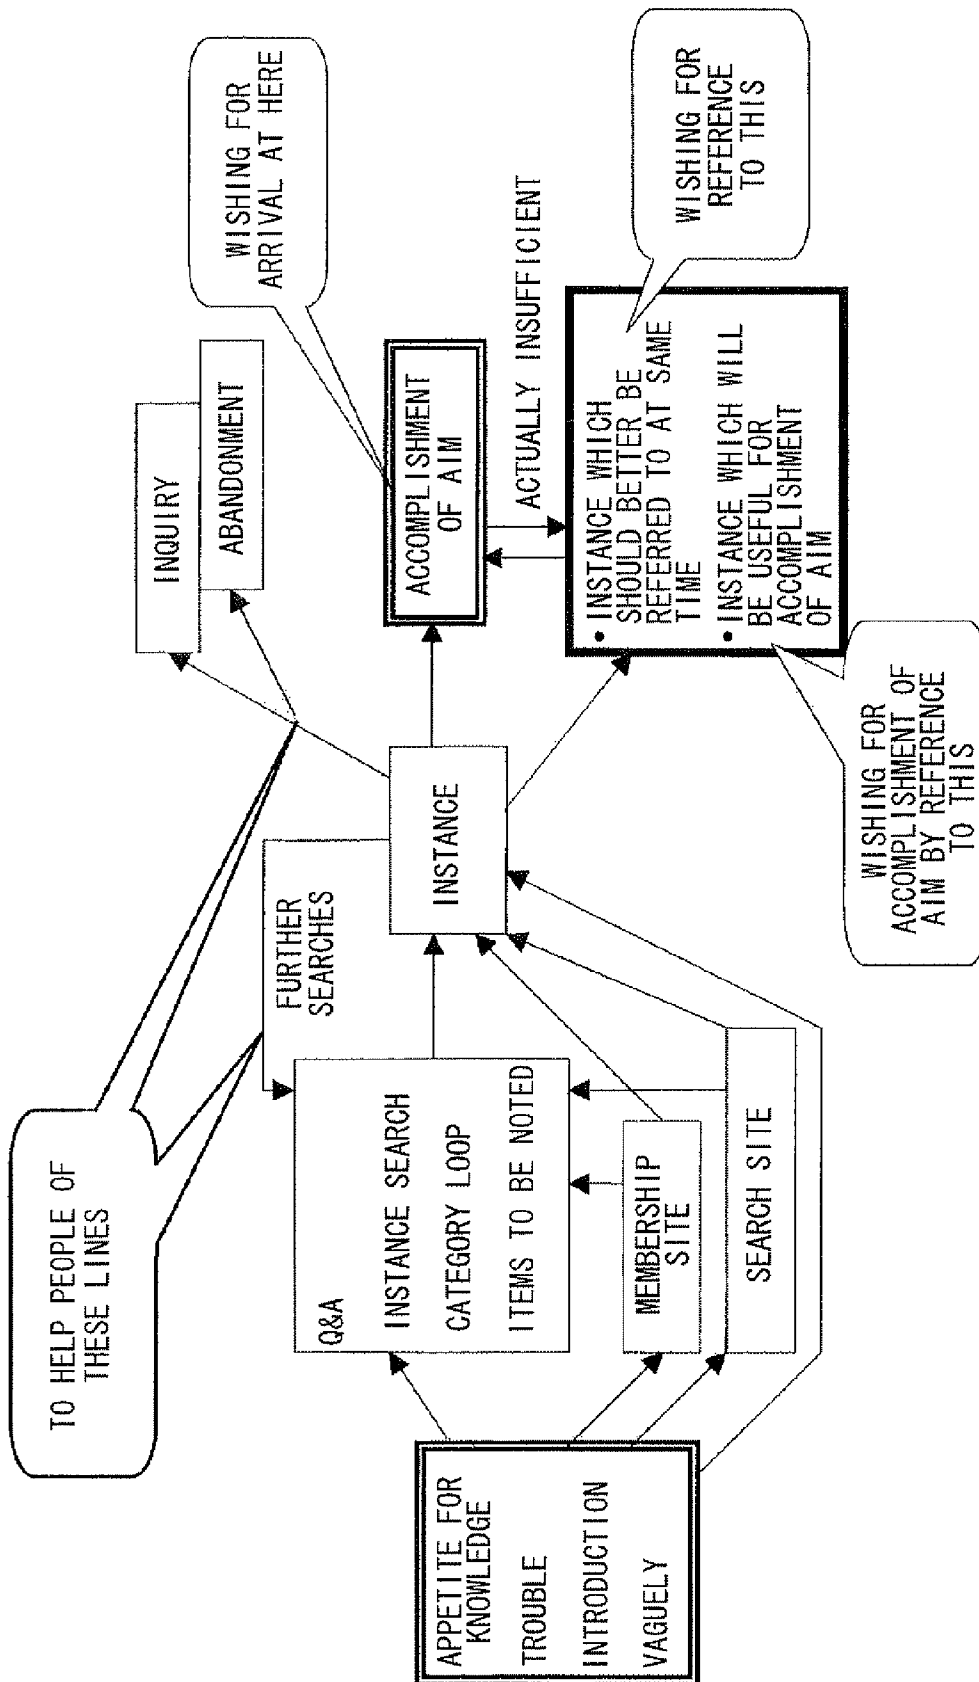 TO HELP PEOPLE OF
THESE LINES
APPETITE FOR
KNOWLEDGE
TROUBLE
INTRODUCTION
VAGUELY
Q&A
INSTANCE SEARCH
CATEGORY LOOP
ITEMS TO BE NOTED
MEMBERSHIP
SITE
SEARCH SITE
FURTHER
SEARCHES
INSTANCE
INQUIRY
ABANDONMENT
WISHING FOR
ARRIVAL AT HERE
ACCOMPLISHMENT
OF AIM
ACTUALLY INSUFFICIENT
• INSTANCE WHICH
SHOULD BETTER BE
REFERRED TO AT SAME
TIME
• INSTANCE WHICH WILL
BE USEFUL FOR
ACCOMPLISHMENT
OF AIM
WISHING FOR
REFERENCE
TO THIS
WISHING FOR
ACCOMPLISHMENT OF
AIM BY REFERENCE
TO THIS